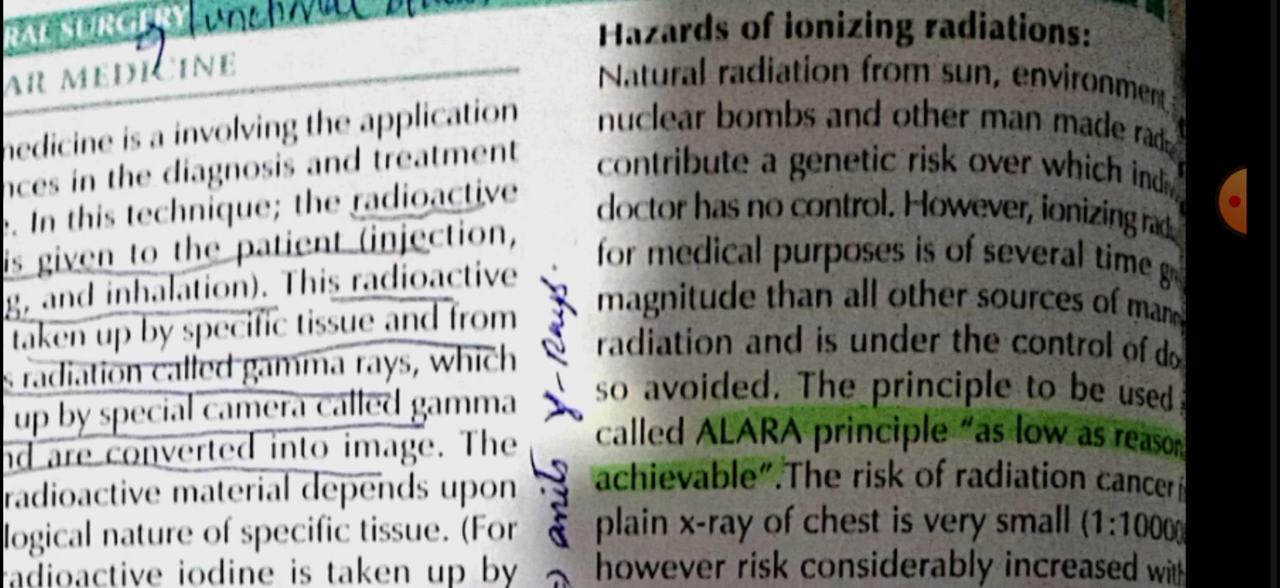 RAL SURGERY
AR MEDICINE
medicine is a involving the application
nces in the diagnosis and treatment
. In this technique; the radioactive
is given to the patient (injection,
g, and inhalation). This radioactive
taken up by specific tissue and from
s radiation called gamma rays, which
up by special camera called gamma
nd are converted into image. The
radioactive material depends upon
logical nature of specific tissue. (For
radioactive iodine is taken up by
γ-Rays.
Hazards of ionizing radiations:
Natural radiation from sun, environment,
nuclear bombs and other man made
contribute a genetic risk over which
doctor has no control. However, ionizing
for medical purposes is of several time
magnitude than all other sources of
radiation and is under the control of do
so avoided. The principle to be used
called ALARA principle "as low as reason
achievable". The risk of radiation cancer
plain x-ray of chest is very small (1:10000
however risk considerably increased with